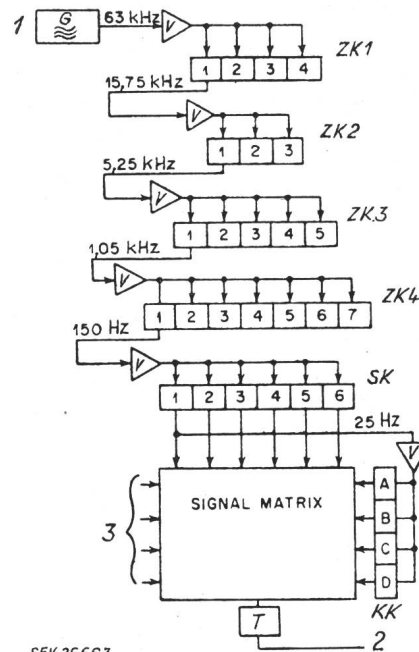 1 G 63 kHz V
ZK1
1 2 3 4
15,75 kHz
V
ZK2
1 2 3
5,25 kHz
V
ZK3
1 2 3 4 5
1,05 kHz
V
ZK4
1 2 3 4 5 6 7
150 Hz
V
SK
1 2 3 4 5 6
25 Hz
V
SIGNAL MATRIX
A
B
3
C
D
KK
T
2